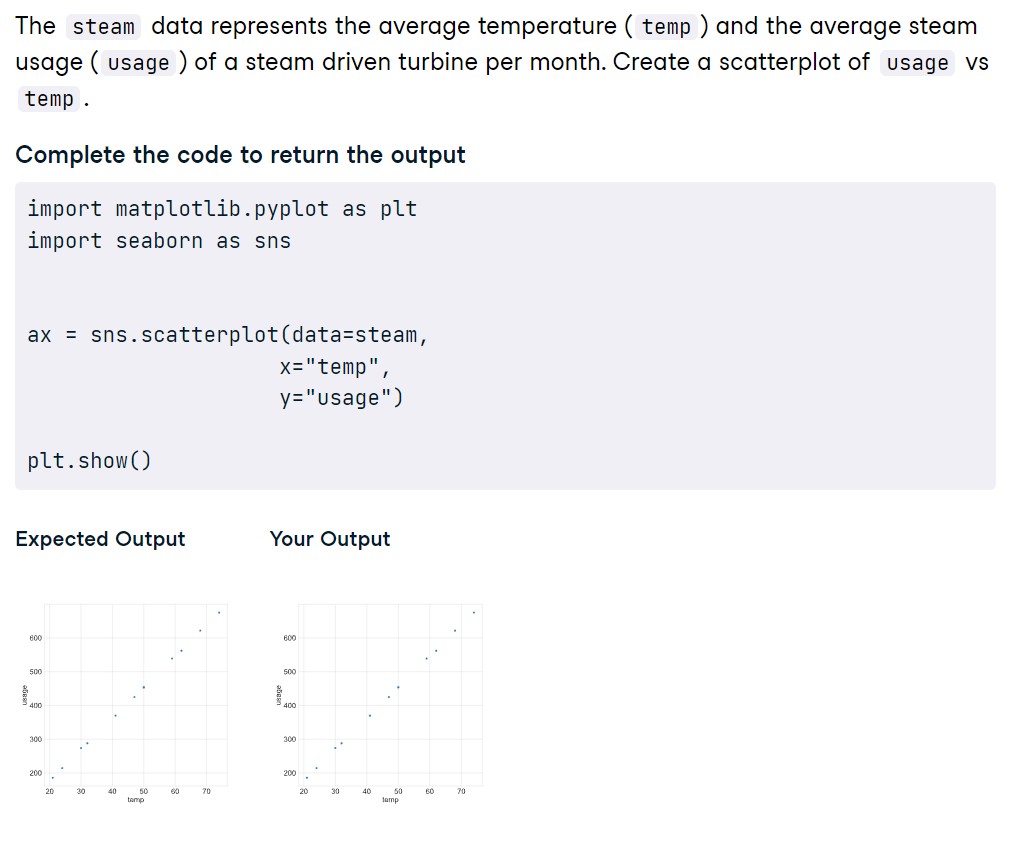 The steam data represents the average temperature ( temp ) and the average steam
usage ( usage ) of a steam driven turbine per month. Create a scatterplot of usage vs
temp .
Complete the code to return the output
import matplotlib.pyplot as plt
import seaborn as sns
ax = sns.scatterplot(data=steam,
x="temp",
y="usage")
plt.show()
Expected Output
Your Output
600
500
400
300
200
usage
20 30 40 50 60 70
temp
600
500
400
300
200
usage
20 30 40 50 60 70
temp